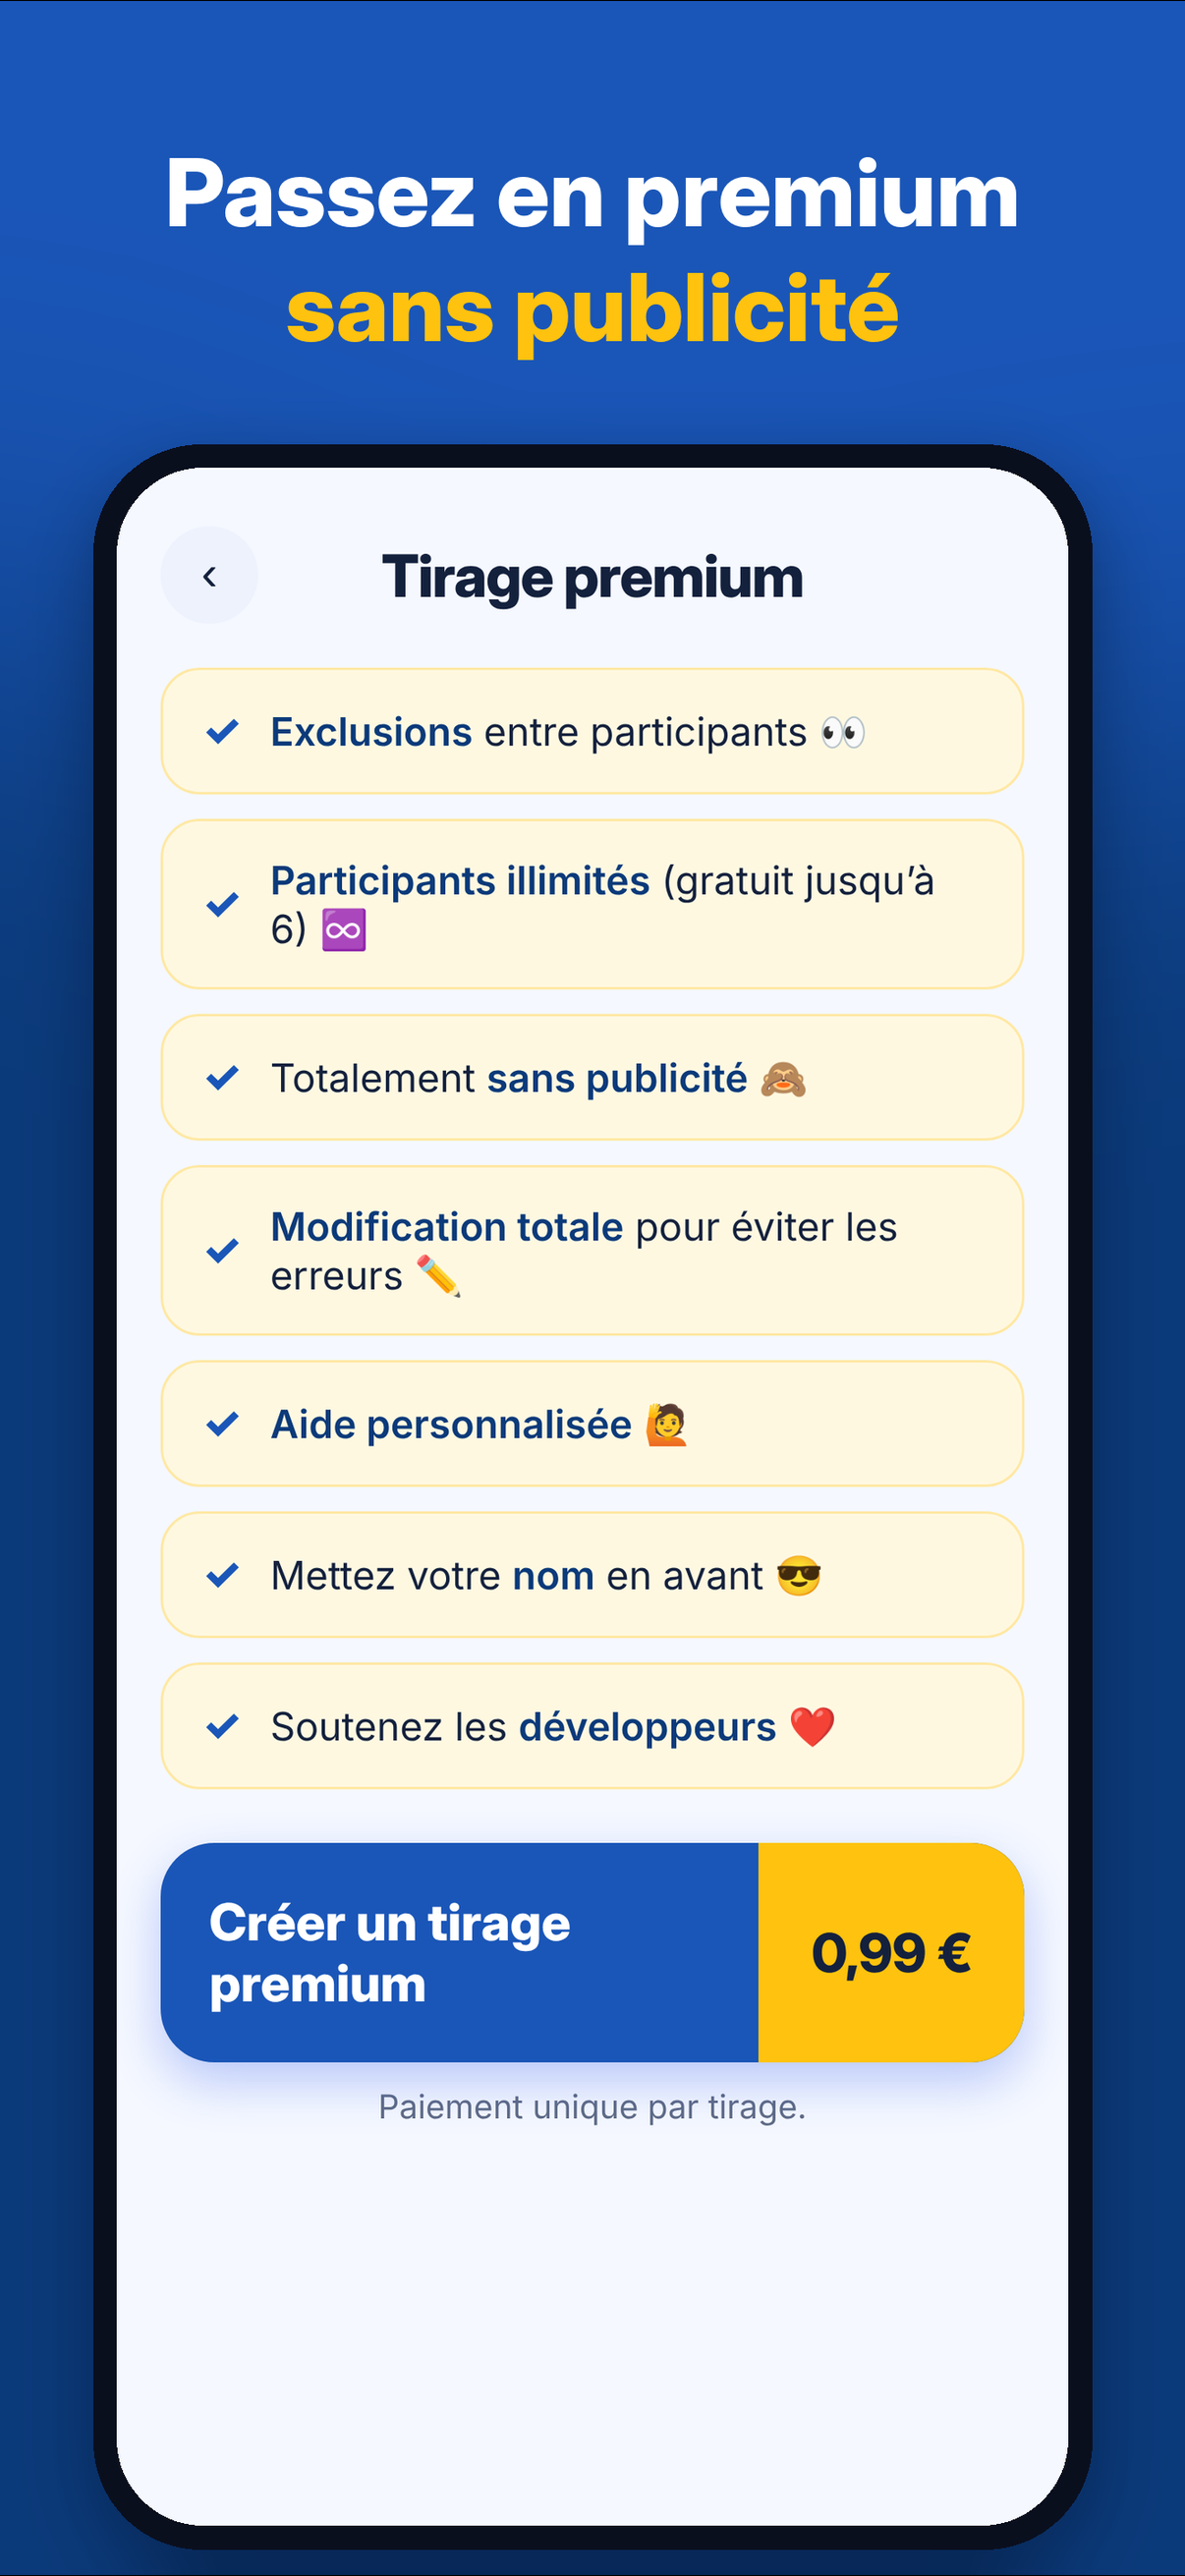 Passez en premium
sans publicité
‹
Tirage premium
Exclusions entre participants 👀
Participants illimités (gratuit jusqu’à
6) ♾️
Totalement sans publicité 🙈
Modification totale pour éviter les
erreurs ✏️
Aide personnalisée 🙋
Mettez votre nom en avant 😎
Soutenez les développeurs ❤️
Créer un tirage
premium
0,99 €
Paiement unique par tirage.